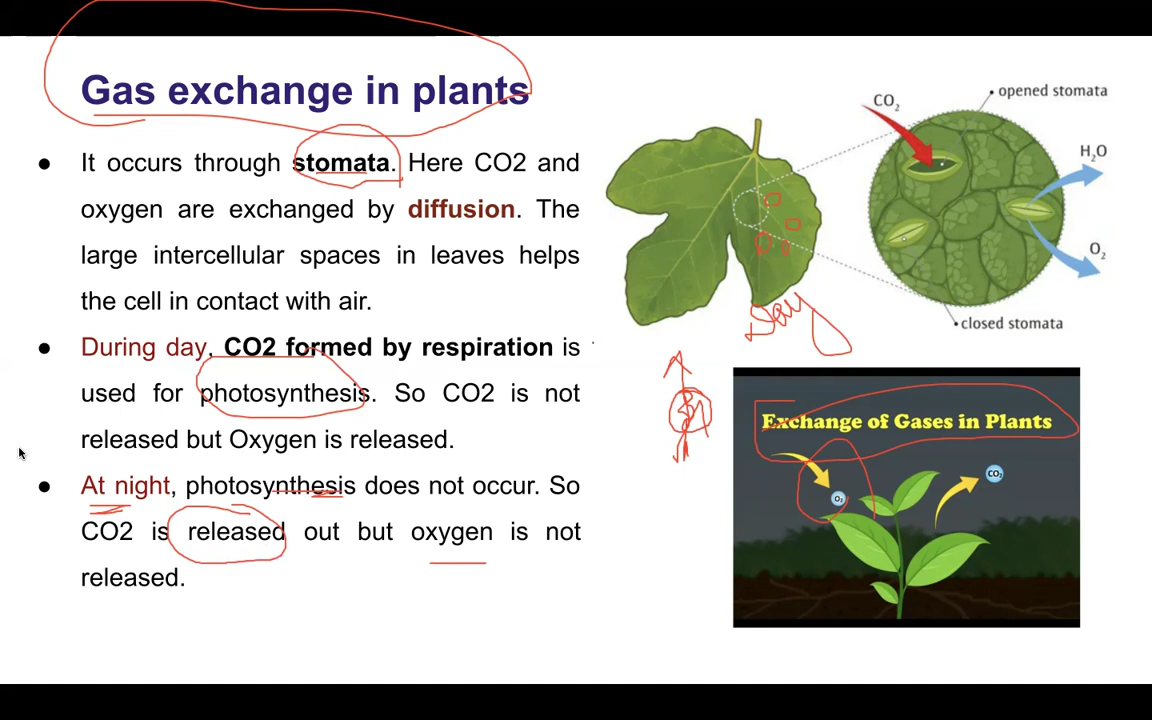 Gas exchange in plants
● It occurs through stomata. Here CO2 and
oxygen are exchanged by diffusion. The
large intercellular spaces in leaves helps
the cell in contact with air.
● During day, CO2 formed by respiration is
used for photosynthesis. So CO2 is not
released but Oxygen is released.
● At night, photosynthesis does not occur. So
CO2 is released out but oxygen is not
released.
CO₂
opened stomata
H₂O
O₂
closed stomata
Day
Exchange of Gases in Plants
O₂
CO₂